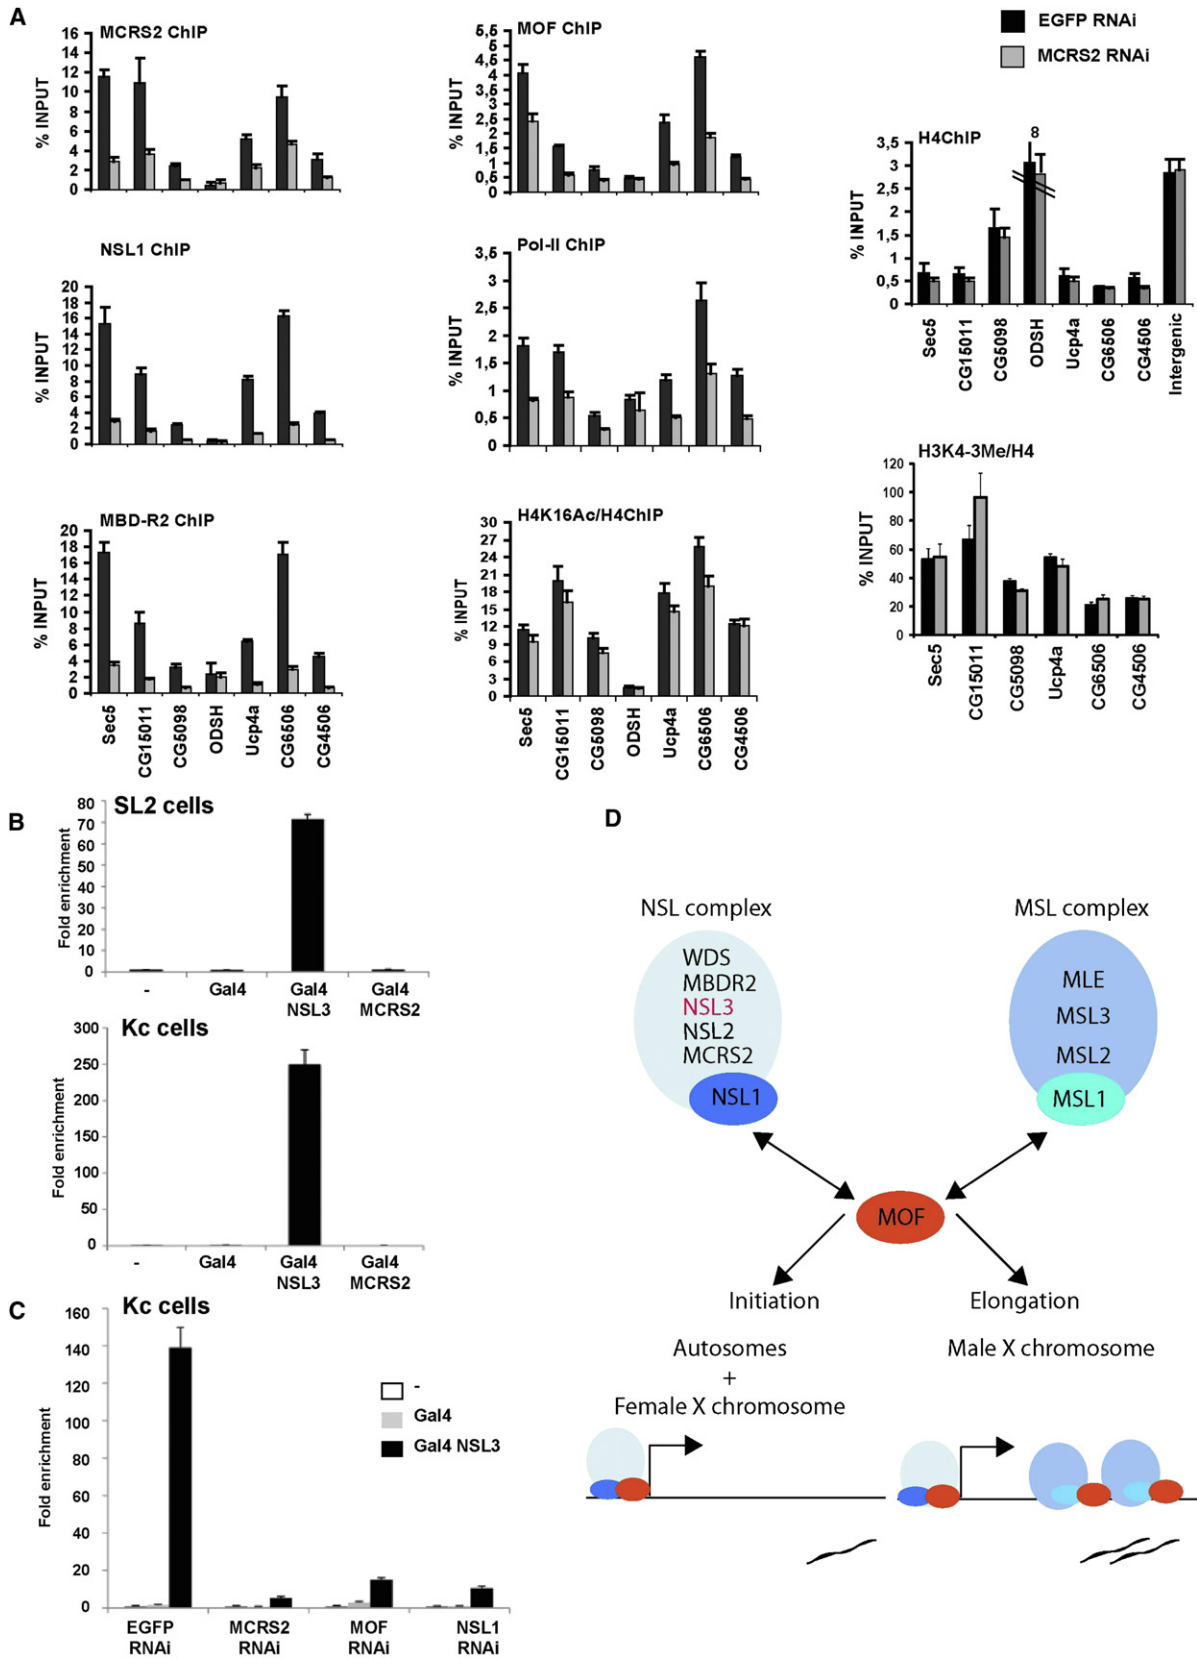 A
EGFP RNAi
MCRS2 RNAi
MCRS2 ChIP
% INPUT
16
14
12
10
8
6
4
2
0
MOF ChIP
% INPUT
5,5
5
4,5
4
3,5
3
2,5
2
1,5
1
0,5
0
H4ChIP
% INPUT
8
3,5
3
2,5
2
1,5
1
0,5
0
Sec5
CG15011
CG5098
ODSH
Ucp4a
CG6506
CG4506
Intergenic
NSL1 ChIP
% INPUT
20
18
16
14
12
10
8
6
4
2
0
Pol-II ChIP
% INPUT
3,5
3
2,5
2
1,5
1
0,5
0
H3K4-3Me/H4
% INPUT
120
100
80
60
40
20
0
Sec5
CG15011
CG5098
Ucp4a
CG6506
CG4506
MBD-R2 ChIP
% INPUT
20
18
16
14
12
10
8
6
4
2
0
Sec5
CG15011
CG5098
ODSH
Ucp4a
CG6506
CG4506
H4K16Ac/H4ChIP
% INPUT
30
27
24
21
18
15
12
9
6
3
0
Sec5
CG15011
CG5098
ODSH
Ucp4a
CG6506
CG4506
B
SL2 cells
Fold enrichment
80
70
60
50
40
30
20
10
0
- Gal4 Gal4 Gal4
NSL3 MCRS2
Kc cells
Fold enrichment
300
250
200
150
100
50
0
- Gal4 Gal4 Gal4
NSL3 MCRS2
C
Kc cells
Fold enrichment
160
140
120
100
80
60
40
20
0
-
Gal4
Gal4 NSL3
EGFP MCRS2 MOF NSL1
RNAi RNAi RNAi RNAi
D
NSL complex
WDS
MBDR2
NSL3
NSL2
MCRS2
NSL1
MSL complex
MLE
MSL3
MSL2
MSL1
MOF
Initiation
Elongation
Autosomes
+
Female X chromosome
Male X chromosome